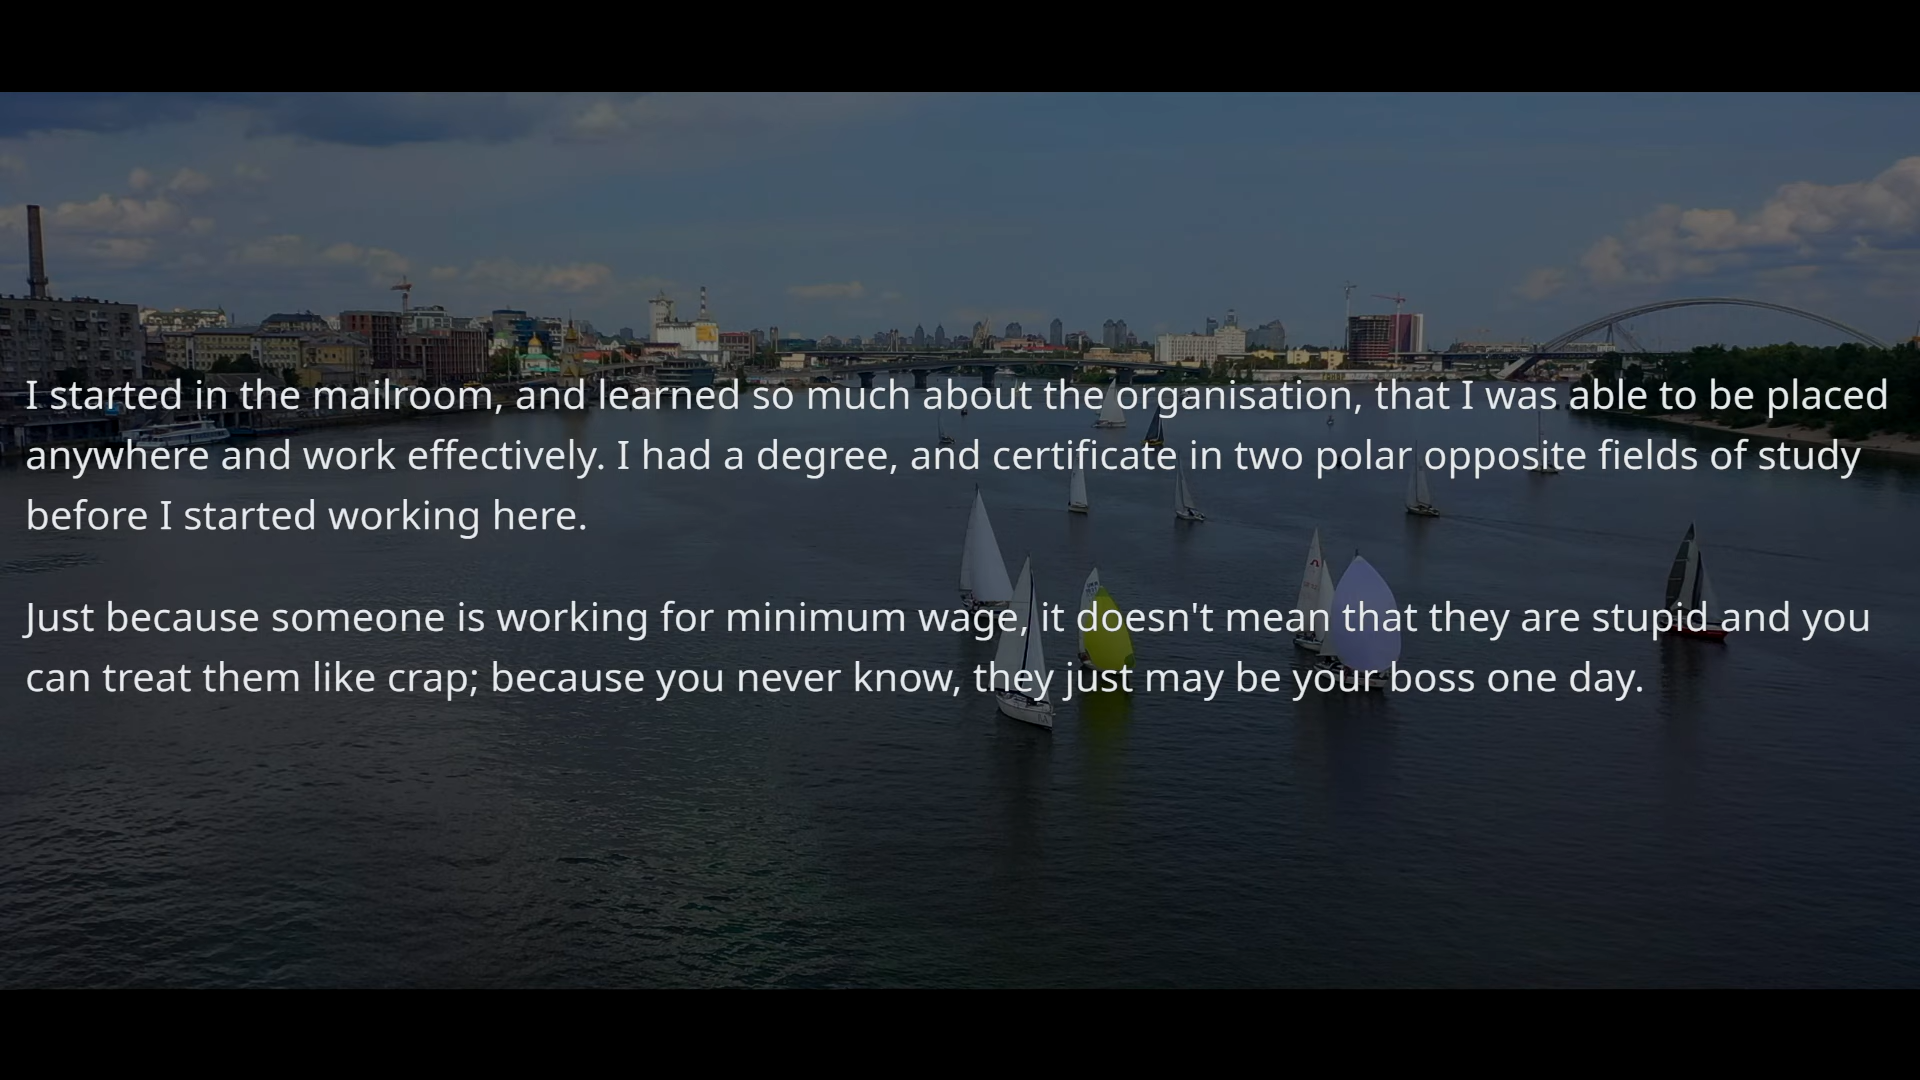 I started in the mailroom, and learned so much about the organisation, that I was able to be placed
anywhere and work effectively. I had a degree, and certificate in two polar opposite fields of study
before I started working here.
Just because someone is working for minimum wage, it doesn't mean that they are stupid and you
can treat them like crap; because you never know, they just may be your boss one day.